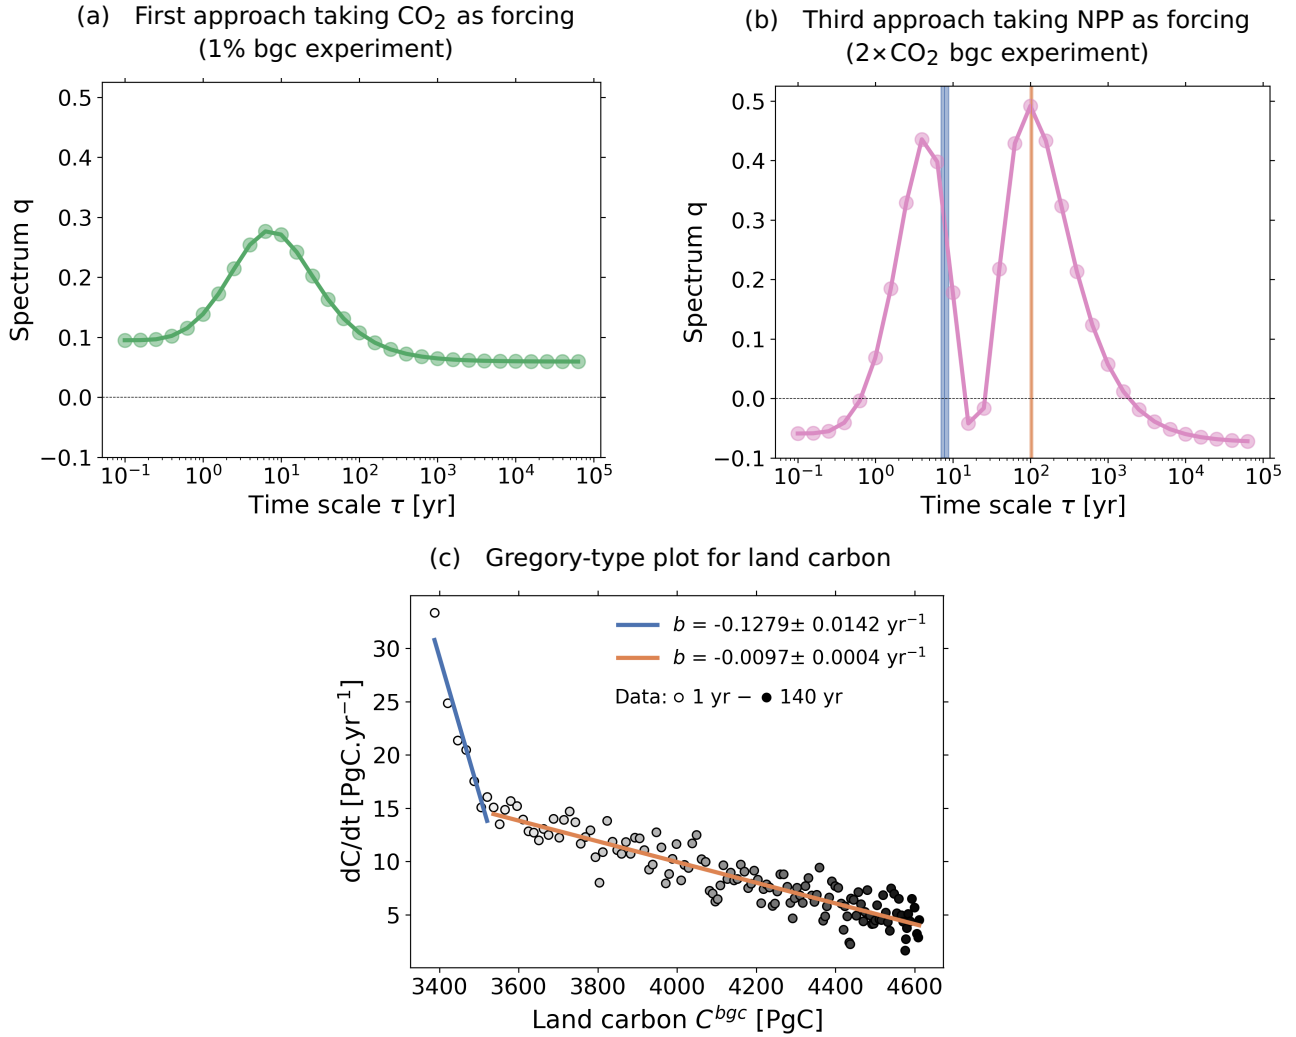 (a) First approach taking CO₂ as forcing
(1% bgc experiment)
0.5
0.4
0.3
0.2
0.1
0.0
−0.1
Spectrum q
10⁻¹ 10⁰ 10¹ 10² 10³ 10⁴ 10⁵
Time scale τ [yr]
(b) Third approach taking NPP as forcing
(2×CO₂ bgc experiment)
0.5
0.4
0.3
0.2
0.1
0.0
−0.1
Spectrum q
10⁻¹ 10⁰ 10¹ 10² 10³ 10⁴ 10⁵
Time scale τ [yr]
(c) Gregory-type plot for land carbon
b = -0.1279± 0.0142 yr⁻¹
b = -0.0097± 0.0004 yr⁻¹
Data: 1 yr − 140 yr
30
25
20
15
10
5
dC/dt [PgC.yr⁻¹]
3400 3600 3800 4000 4200 4400 4600
Land carbon Cᵇᵍᶜ [PgC]